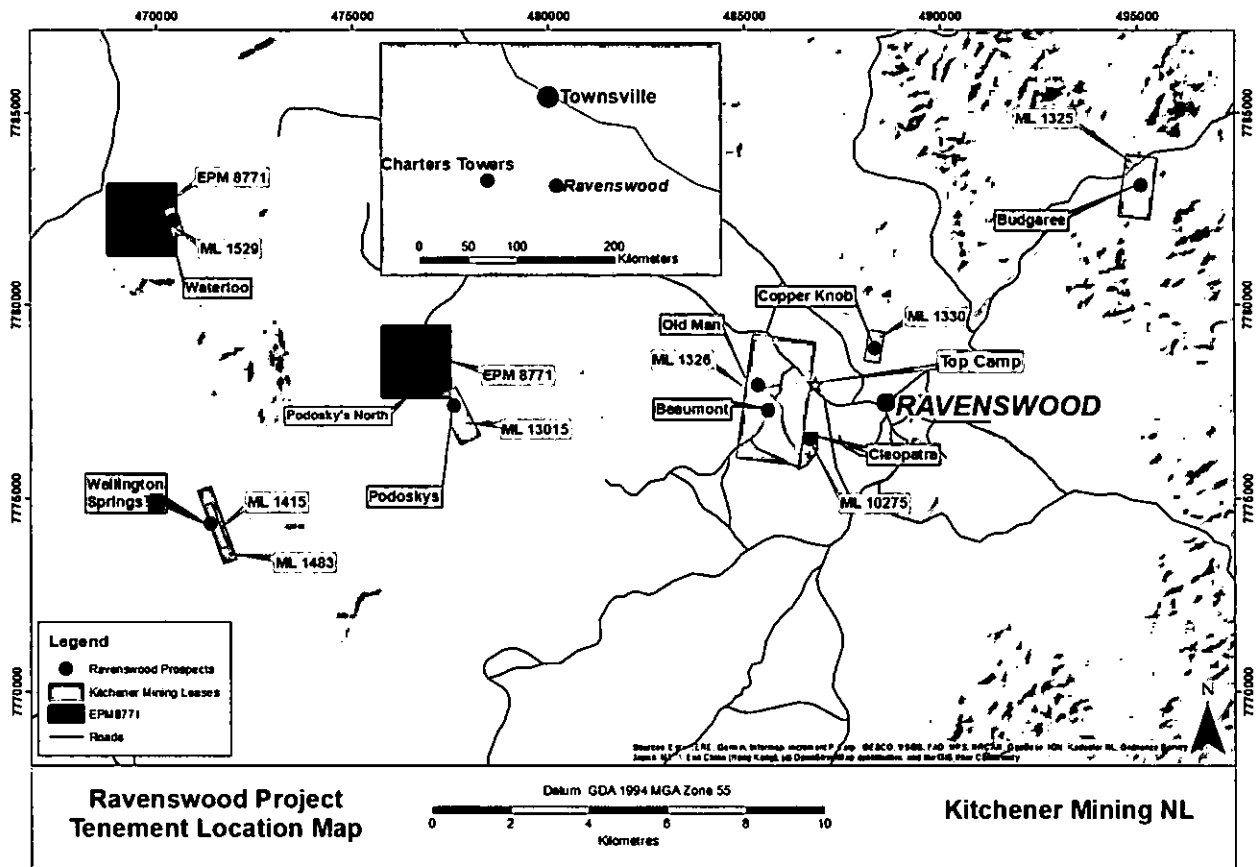 470000
475000
480000
485000
490000
495000
7785000
7785000
Townsville
Charters Towers
Ravenswood
0 50 100 200
Kilometers
ML 1325
Budgaree
EPM 8771
ML 1529
Waterloo
Copper Knob
ML 1330
7780000
7780000
Old Man
ML 1326
Top Camp
EPM 8771
Beaumont
RAVENSWOOD
Podosky's North
ML 13015
Cleopatra
Podoskys
ML 10275
Wellington
Springs
ML 1415
ML 1483
7775000
7775000
Legend
Ravenswood Prospects
Kitchener Mining Leases
EPM8771
Roads
7770000
7770000
N
Ravenswood Project
Tenement Location Map
Datum GDA 1994 MGA Zone 55
0 2 4 6 8 10
Kilometres
Kitchener Mining NL